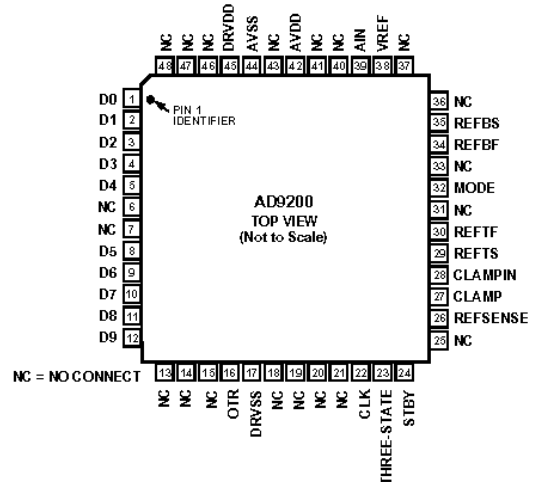 NC NC NC DRVDD AVSS NC AVDD NC NC AIN VREF NC
48 47 46 45 44 43 42 41 40 39 38 37
D0 1
D1 2
D2 3
D3 4
D4 5
NC 6
NC 7
D5 8
D6 9
D7 10
D8 11
D9 12
PIN 1
IDENTIFIER
AD9200
TOP VIEW
(Not to Scale)
36 NC
35 REFBS
34 REFBF
33 NC
32 MODE
31 NC
30 REFTF
29 REFTS
28 CLAMPIN
27 CLAMP
26 REFSENSE
25 NC
NC = NO CONNECT
13 14 15 16 17 18 19 20 21 22 23 24
NC NC NC OTR DRVSS NC NC NC NC CLK THREE-STATE STBY